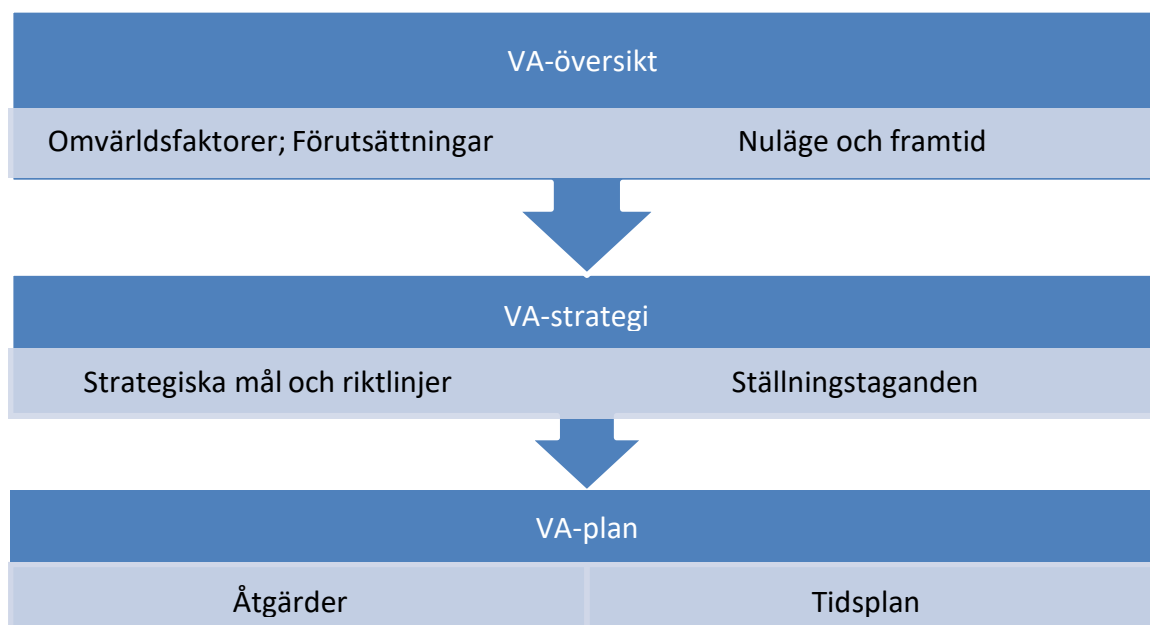 VA-översikt
Omvärldsfaktorer; Förutsättningar
Nuläge och framtid
VA-strategi
Strategiska mål och riktlinjer
Ställningstaganden
VA-plan
Åtgärder
Tidsplan